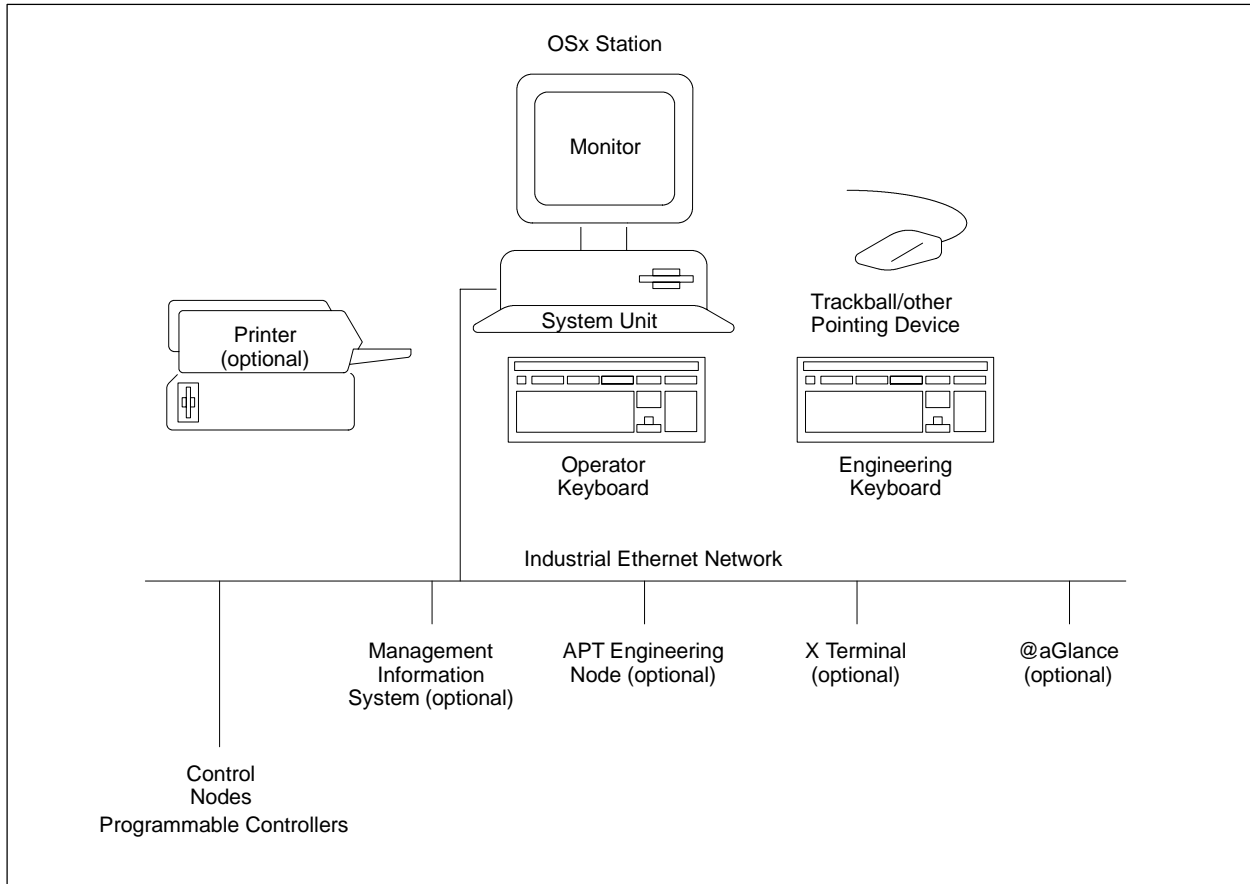 OSx Station
Monitor
System Unit
Trackball/other
Pointing Device
Printer
(optional)
Operator
Keyboard
Engineering
Keyboard
Industrial Ethernet Network
Management
Information
System (optional)
APT Engineering
Node (optional)
X Terminal
(optional)
@aGlance
(optional)
Control
Nodes
Programmable Controllers